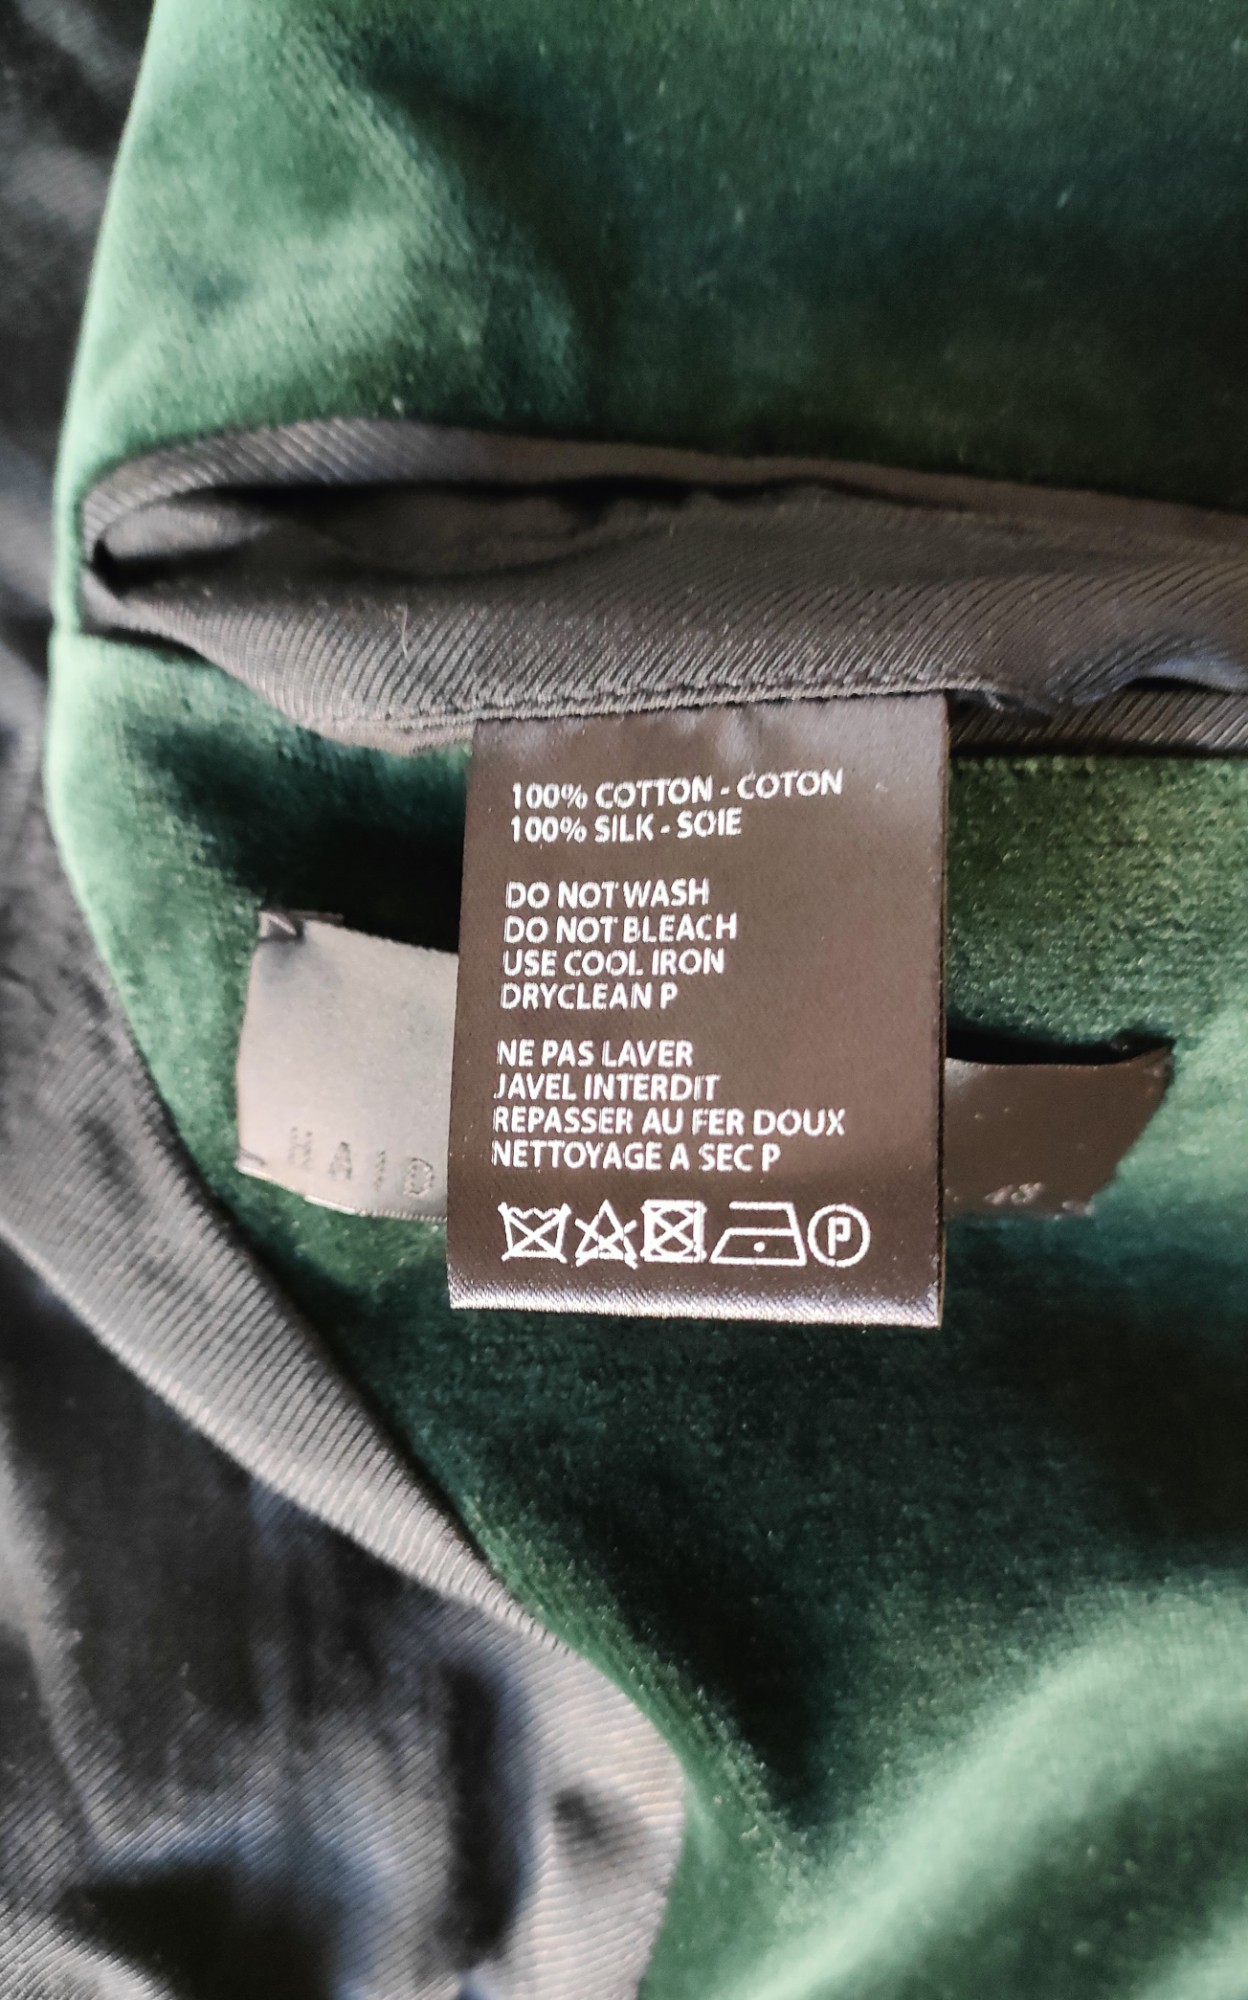 100% COTTON - COTON
100% SILK - SOIE
DO NOT WASH
DO NOT BLEACH
USE COOL IRON
DRYCLEAN P
NE PAS LAVER
JAVEL INTERDIT
REPASSER AU FER DOUX
NETTOYAGE A SEC P
P